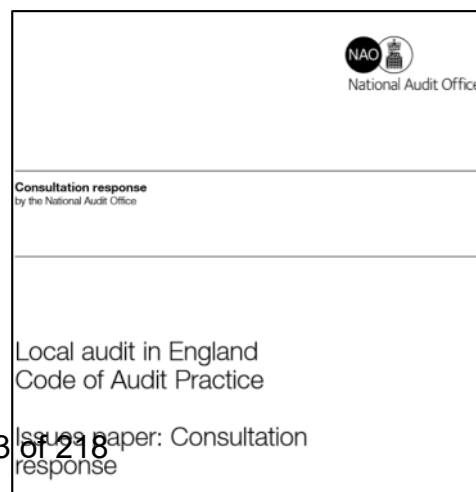 NAO
National Audit Office
Consultation response
by the National Audit Office
Local audit in England
Code of Audit Practice
Issues paper: Consultation
response
3 of 218